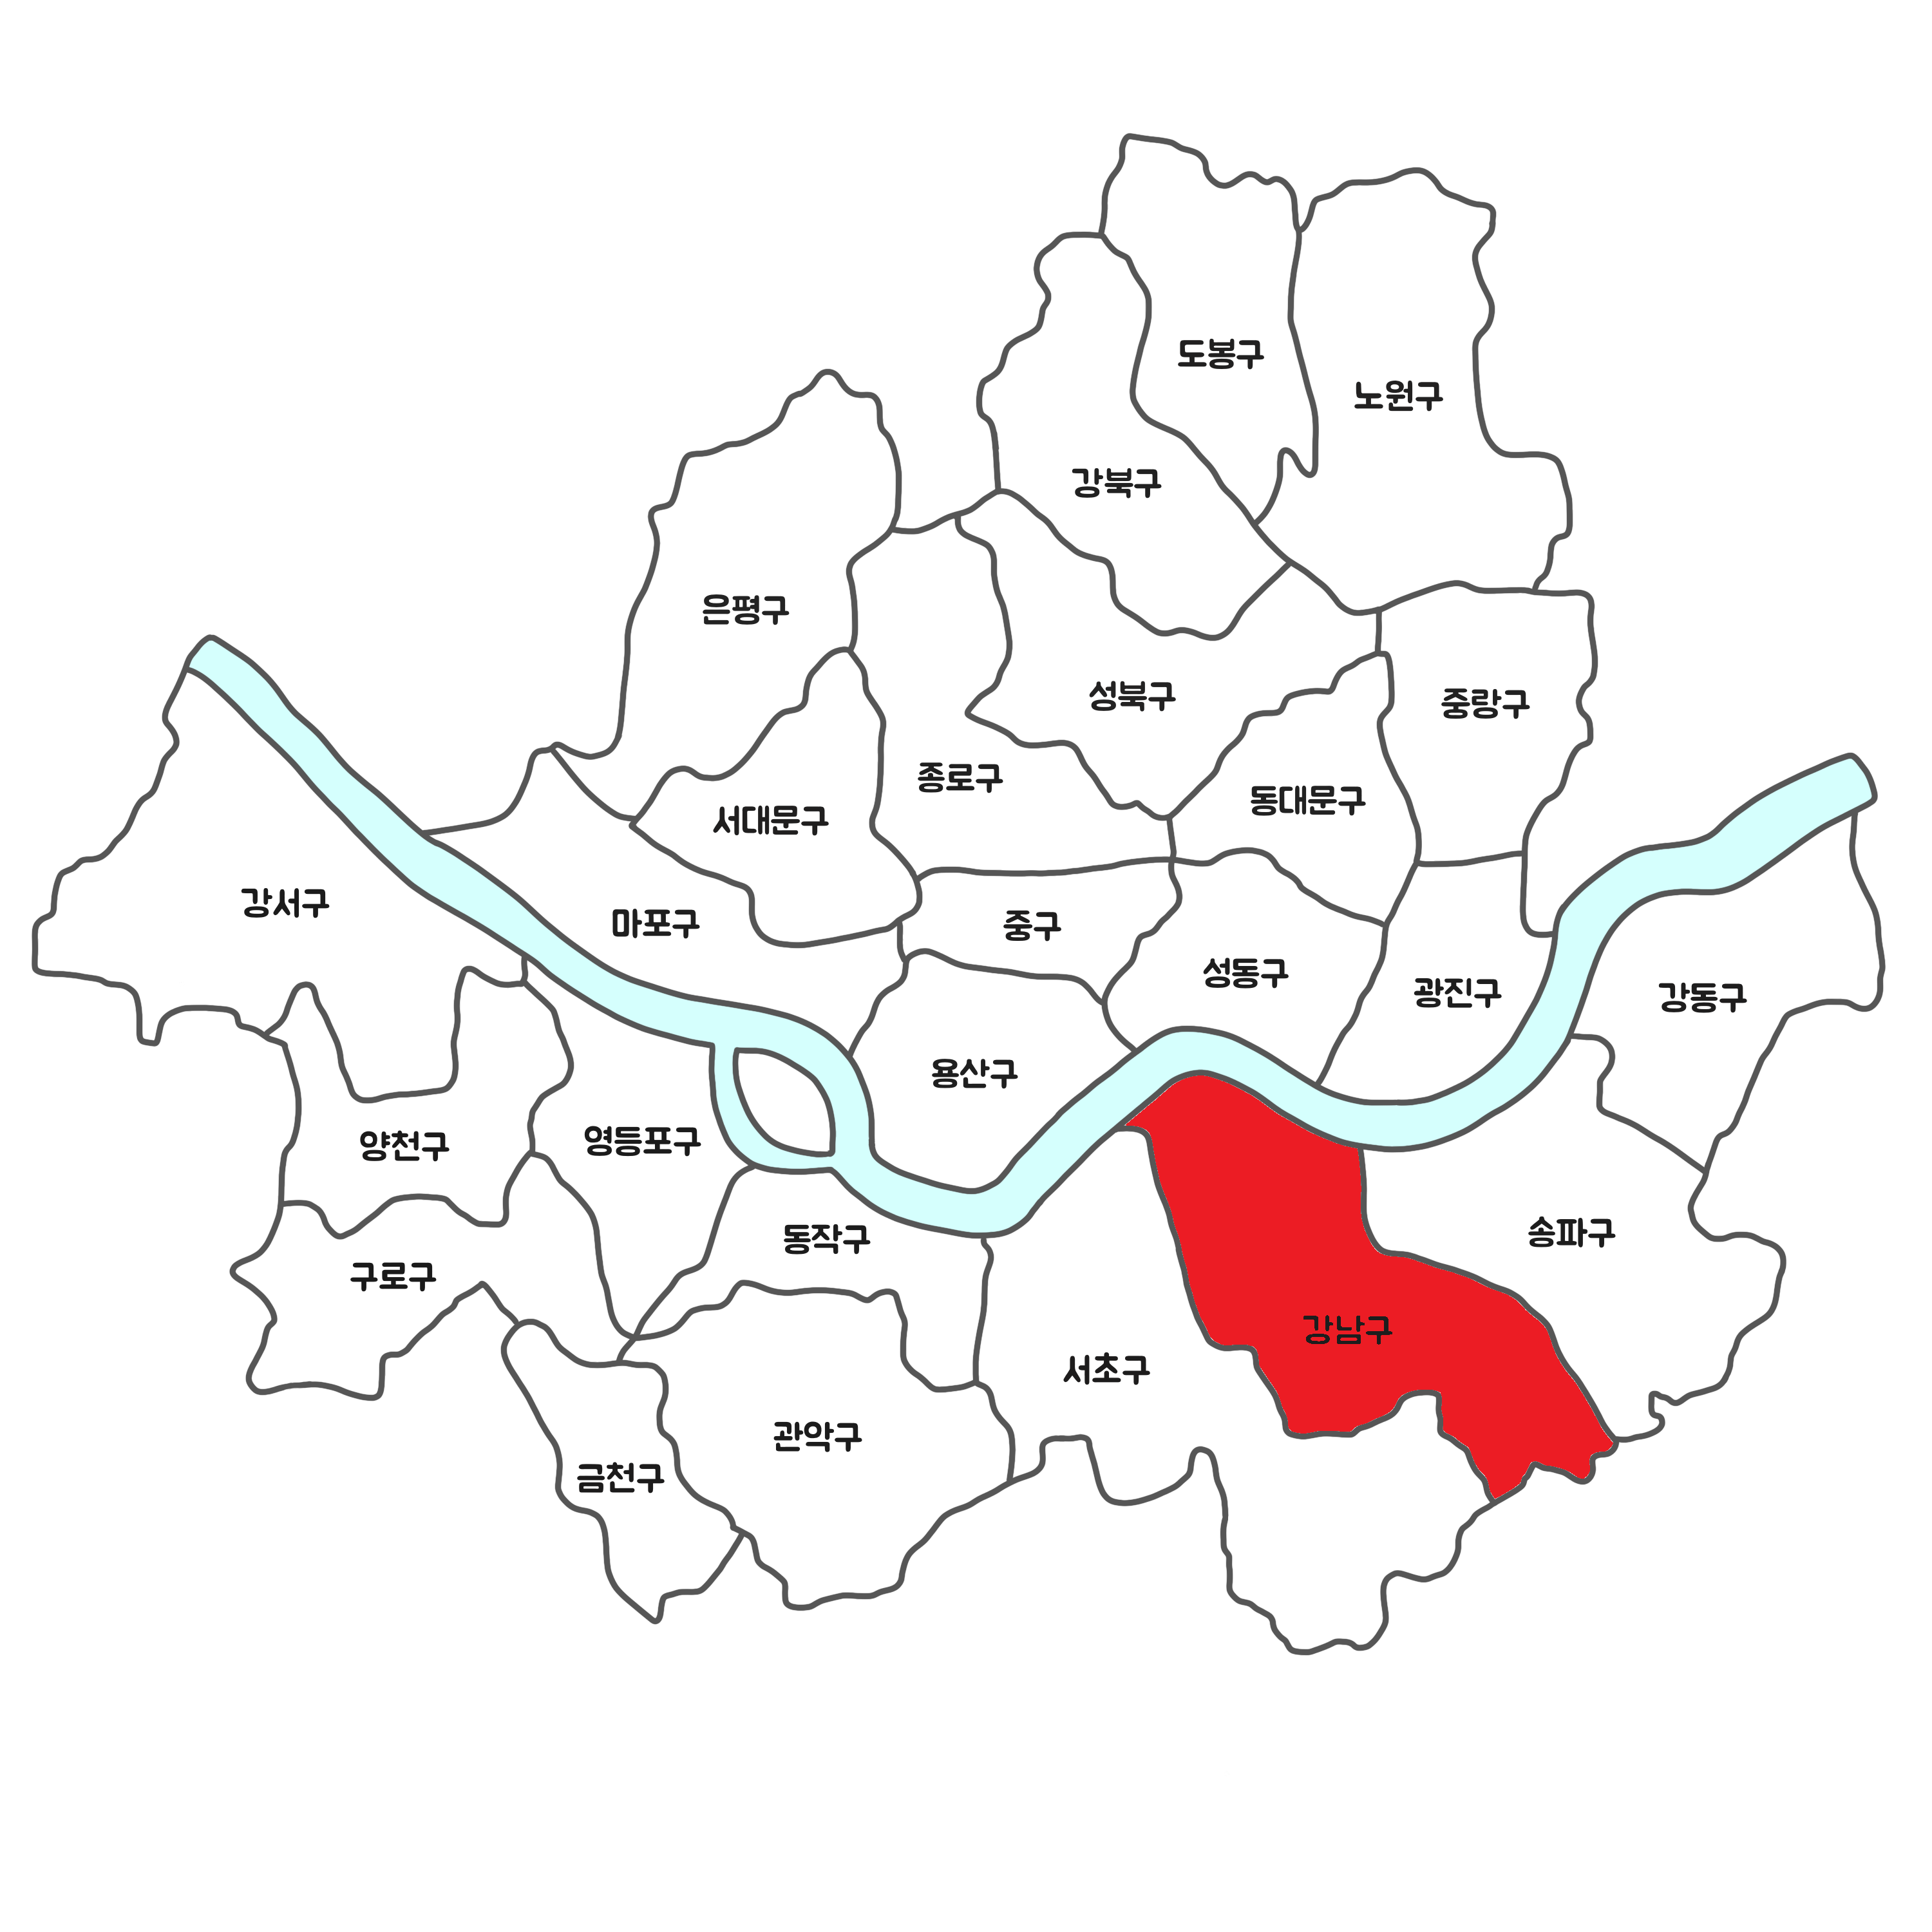 도봉구
노원구
강북구
은평구
성북구
중랑구
종로구
동대문구
서대문구
강서구
마포구
중구
성동구
광진구
강동구
용산구
양천구
영등포구
동작구
송파구
구로구
강남구
서초구
관악구
금천구